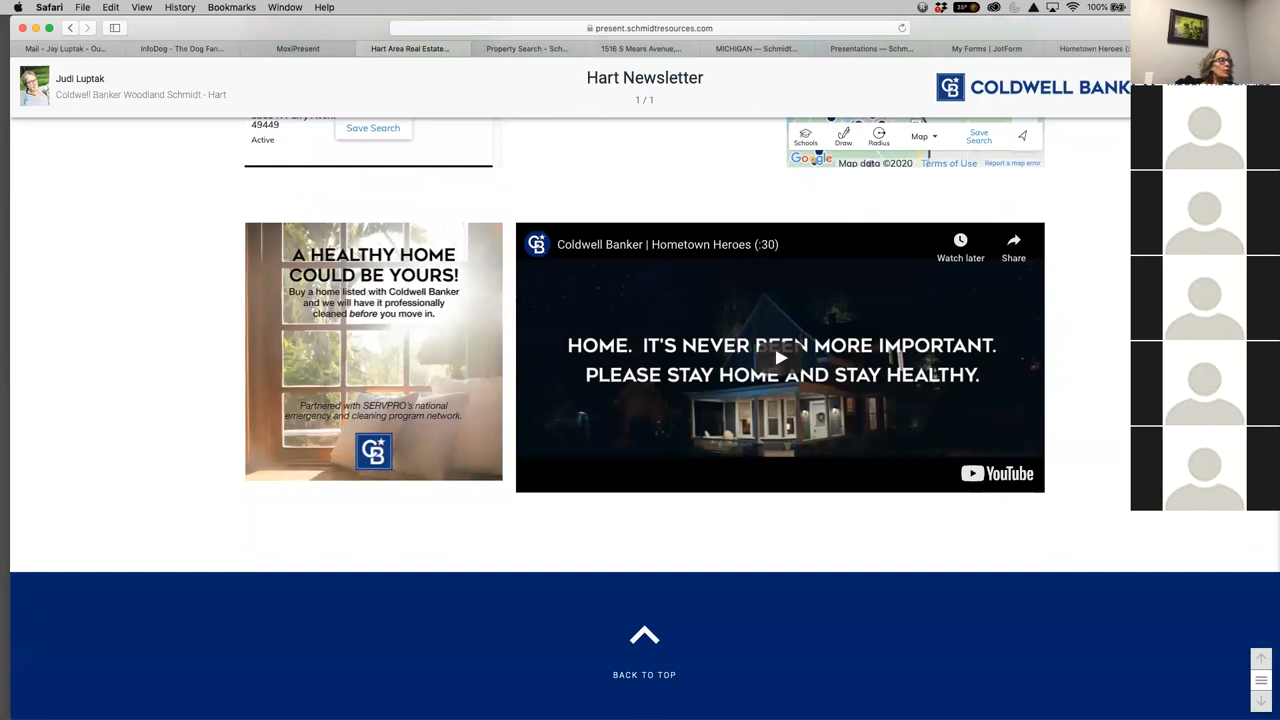 Safari File Edit View History Bookmarks Window Help
35° 100%
present.schmidtresources.com
Mail - Jay Luptak - Ou... InfoDog - The Dog Fan... MoxiPresent Hart Area Real Estate... Property Search - Sch... 1516 S Mears Avenue,... MICHIGAN — Schmidt... Presentations — Schm... My Forms | JotForm Hometown Heroes (:
Judi Luptak
Coldwell Banker Woodland Schmidt - Hart
Hart Newsletter
1 / 1
CB COLDWELL BANK
49449
Active
Save Search
Schools Draw Radius Map Save Search
Google Map data ©2020 Terms of Use Report a map error
A HEALTHY HOME
COULD BE YOURS!
Buy a home listed with Coldwell Banker
and we will have it professionally
cleaned before you move in.
Partnered with SERVPRO's national
emergency and cleaning program network.
CB
CB Coldwell Banker | Hometown Heroes (:30)
Watch later Share
HOME. IT'S NEVER BEEN MORE IMPORTANT.
PLEASE STAY HOME AND STAY HEALTHY.
YouTube
BACK TO TOP